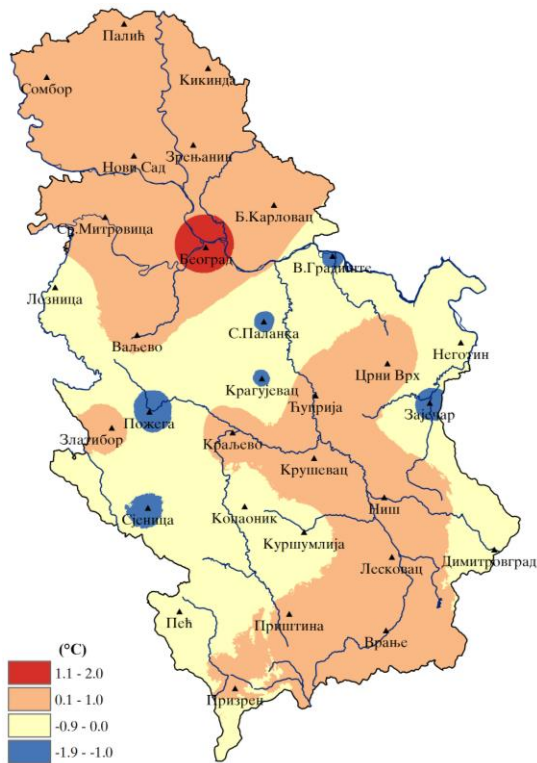 Палић
Кикинда
Сомбор
Зрењанин
Нови Сад
Б.Карловац
Ср.Митровица
Београд
В.Градиште
Лозница
С.Паланка
Ваљево
Неготин
Црни Врх
Крагујевац
Ћуприја
Зајечар
Пожега
Златибор
Краљево
Крушевац
Ниш
Сјеница
Копаоник
Куршумлија
Димитровград
Лесковац
Пећ
Приштина
Врање
Призрен
(°C)
1.1 - 2.0
0.1 - 1.0
-0.9 - 0.0
-1.9 - -1.0